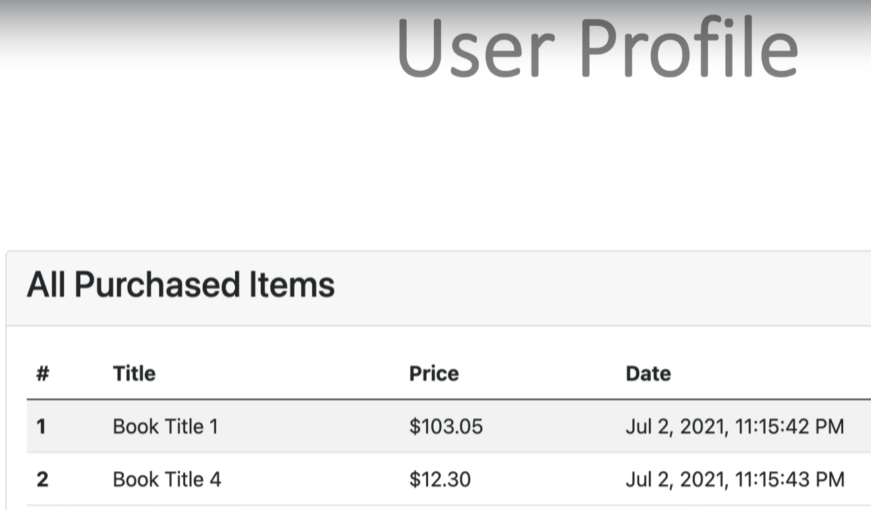 User Profile
All Purchased Items
# Title Price Date
1 Book Title 1 $103.05 Jul 2, 2021, 11:15:42 PM
2 Book Title 4 $12.30 Jul 2, 2021, 11:15:43 PM